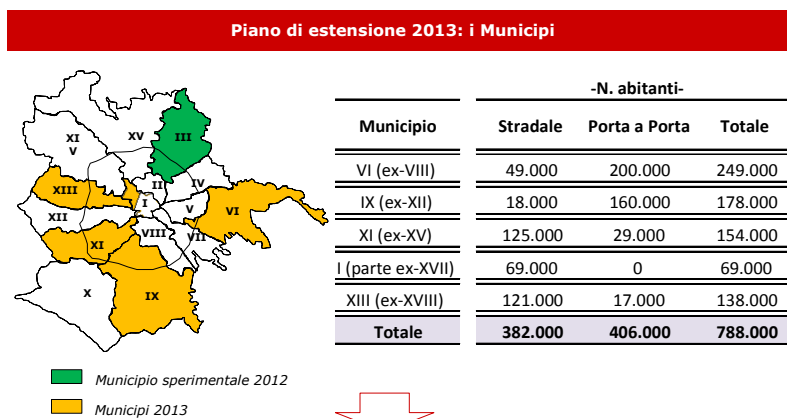 Piano di estensione 2013: i Municipi
-N. abitanti-
Municipio Stradale Porta a Porta Totale
VI (ex-VIII) 49.000 200.000 249.000
IX (ex-XII) 18.000 160.000 178.000
XI (ex-XV) 125.000 29.000 154.000
I (parte ex-XVII) 69.000 0 69.000
XIII (ex-XVIII) 121.000 17.000 138.000
Totale 382.000 406.000 788.000
XV
III
XI
V
II
IV
XIII
I
V
VI
XII
VIII
VII
XI
X
IX
Municipio sperimentale 2012
Municipi 2013